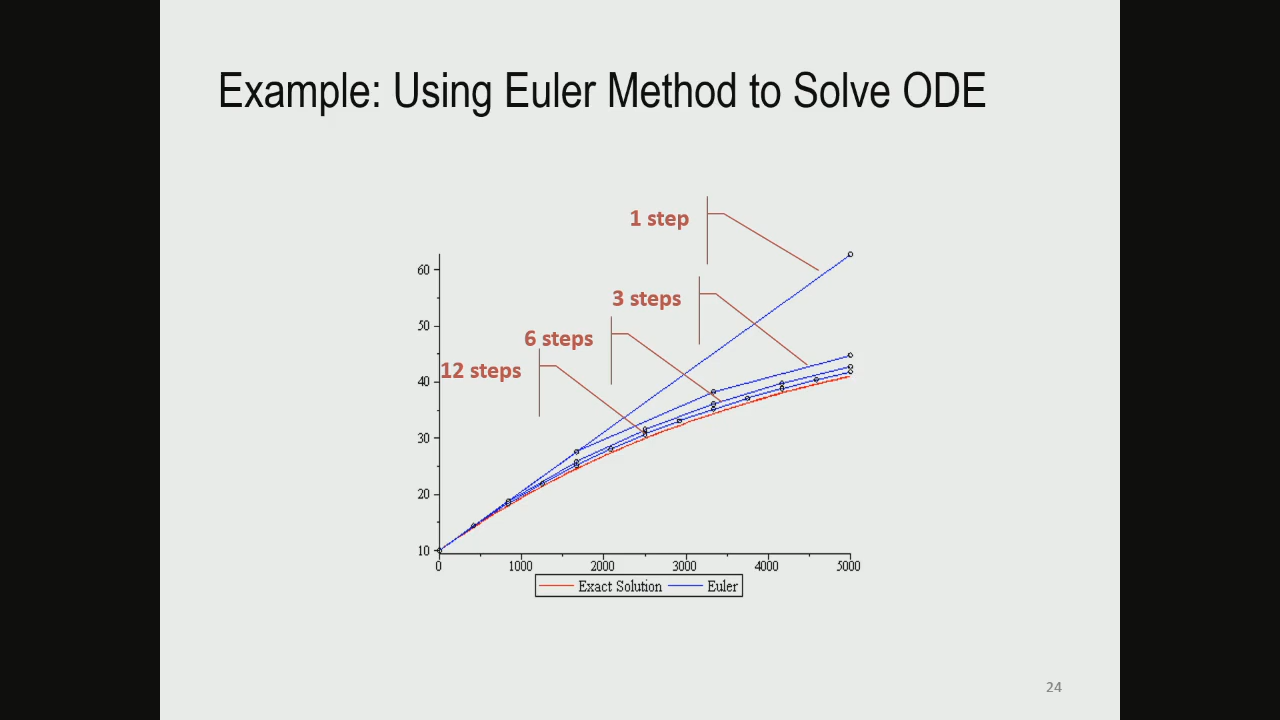 Example: Using Euler Method to Solve ODE
1 step
3 steps
6 steps
12 steps
60
50
40
30
20
10
0 1000 2000 3000 4000 5000
Exact Solution Euler
24